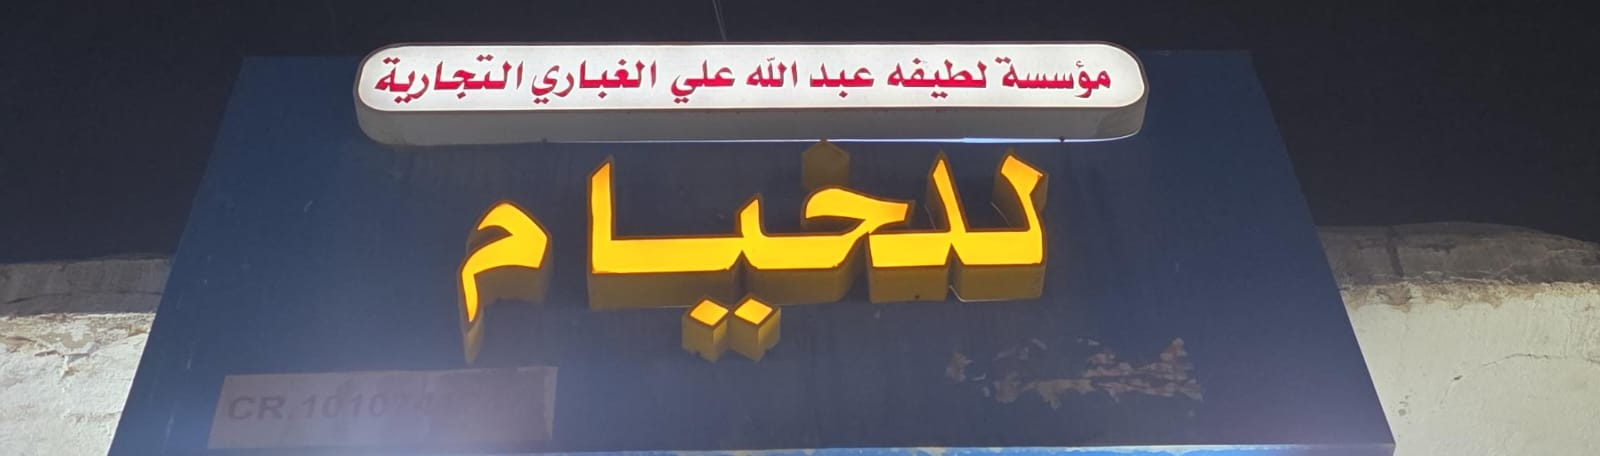 مؤسسة لطيفه عبد الله علي الغباري التجارية
للخيام